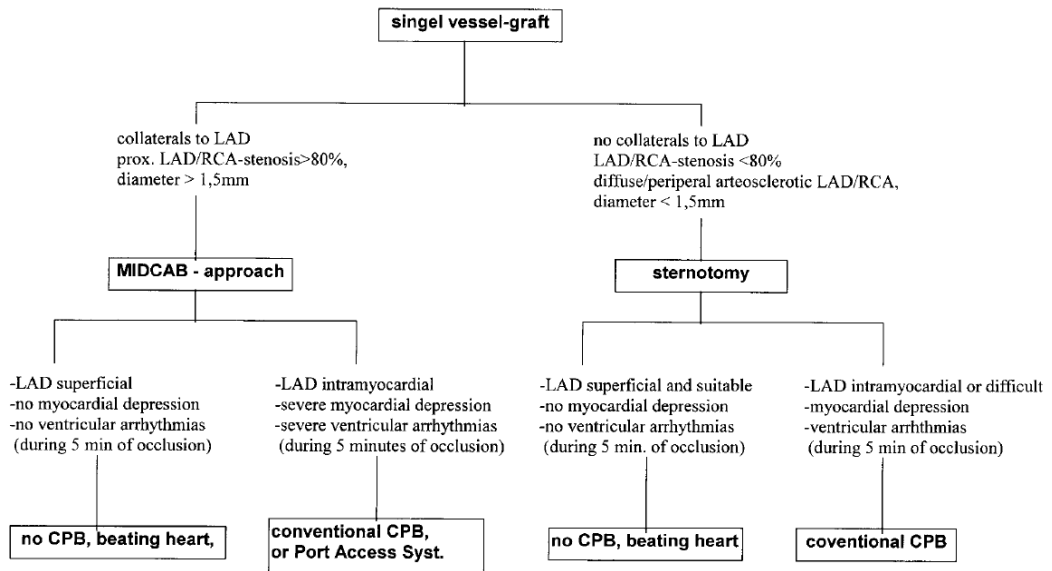 singel vessel-graft
collaterals to LAD
prox. LAD/RCA-stenosis>80%,
diameter > 1,5mm
no collaterals to LAD
LAD/RCA-stenosis <80%
diffuse/periperal arteosclerotic LAD/RCA,
diameter < 1,5mm
MIDCAB - approach
sternotomy
-LAD superficial
-no myocardial depression
-no ventricular arrhythmias
(during 5 min of occlusion)
-LAD intramyocardial
-severe myocardial depression
-severe ventricular arrhythmias
(during 5 minutes of occlusion)
-LAD superficial and suitable
-no myocardial depression
-no ventricular arrhythmias
(during 5 min. of occlusion)
-LAD intramyocardial or difficult
-myocardial depression
-ventricular arrhthmias
(during 5 min of occlusion)
no CPB, beating heart,
conventional CPB,
or Port Access Syst.
no CPB, beating heart
coventional CPB